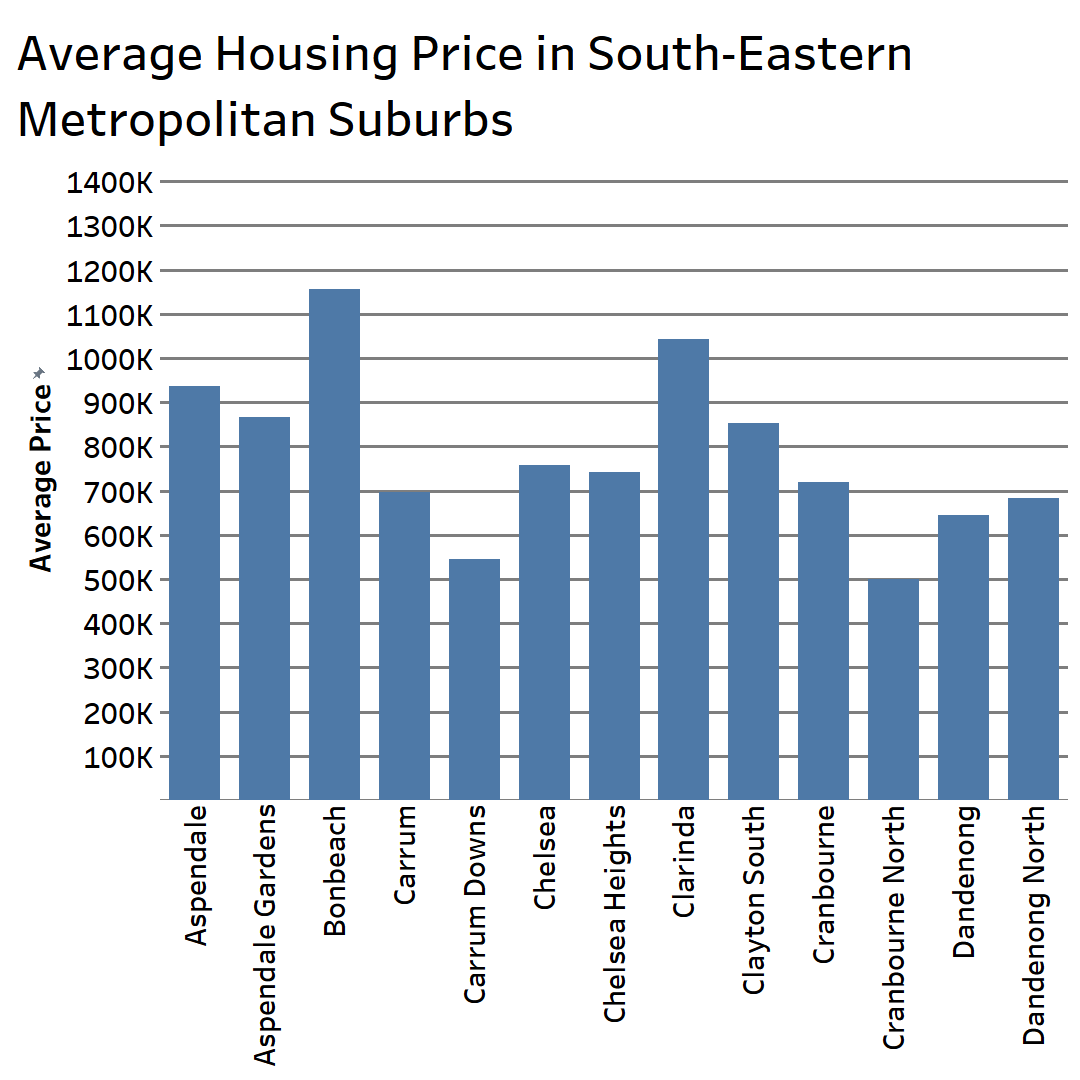 Average Housing Price in South-Eastern
Metropolitan Suburbs
1400K
1300K
1200K
1100K
1000K
900K
800K
700K
600K
500K
400K
300K
200K
100K
Average Price
Aspendale
Aspendale Gardens
Bonbeach
Carrum
Carrum Downs
Chelsea
Chelsea Heights
Clarinda
Clayton South
Cranbourne
Cranbourne North
Dandenong
Dandenong North